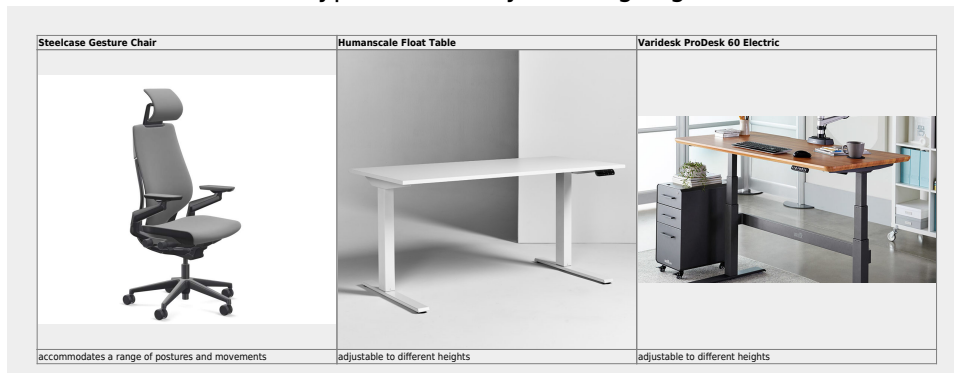 Steelcase Gesture Chair
Humanscale Float Table
Varidesk ProDesk 60 Electric
accommodates a range of postures and movements
adjustable to different heights
adjustable to different heights